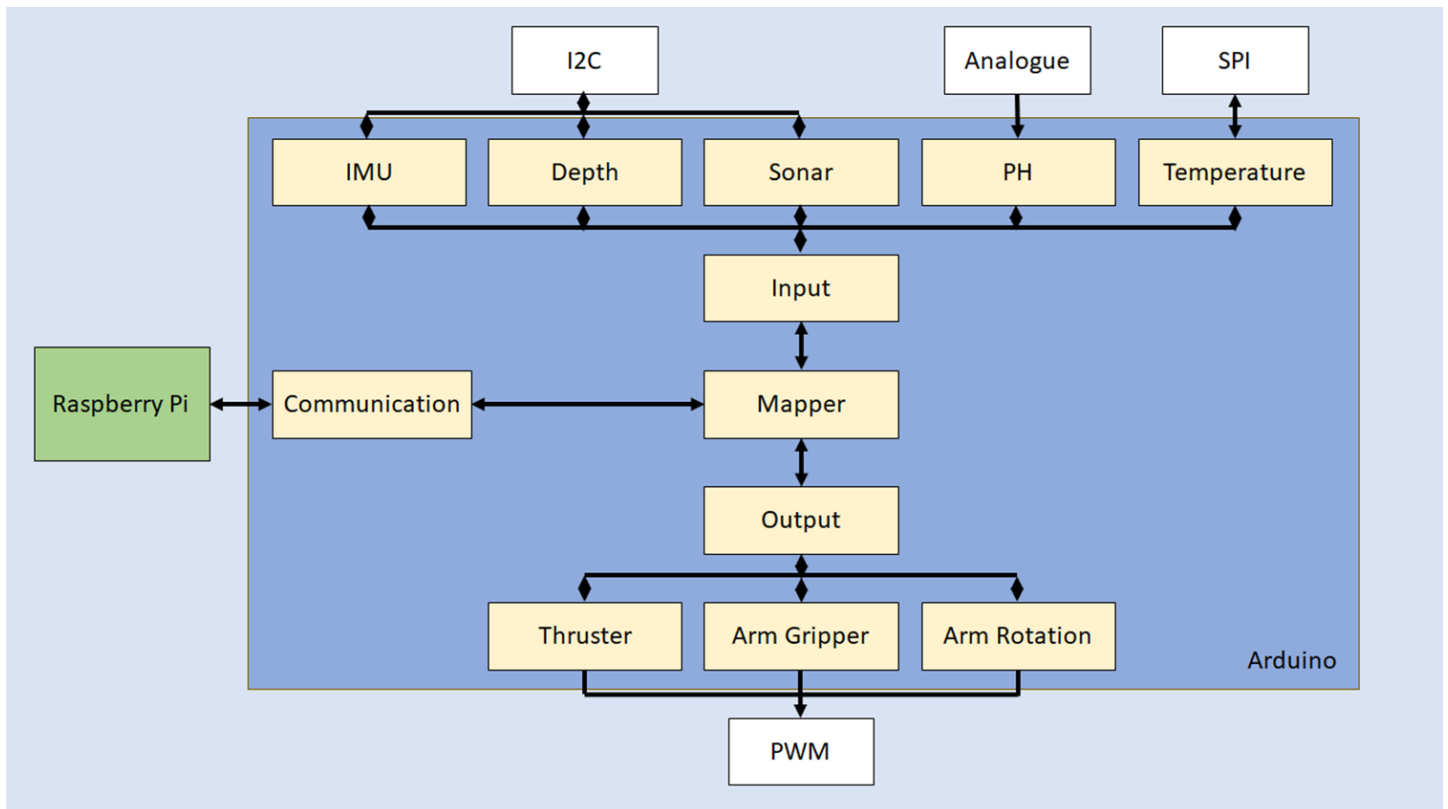 I2C
Analogue
SPI
IMU
Depth
Sonar
PH
Temperature
Input
Raspberry Pi
Communication
Mapper
Output
Thruster
Arm Gripper
Arm Rotation
Arduino
PWM